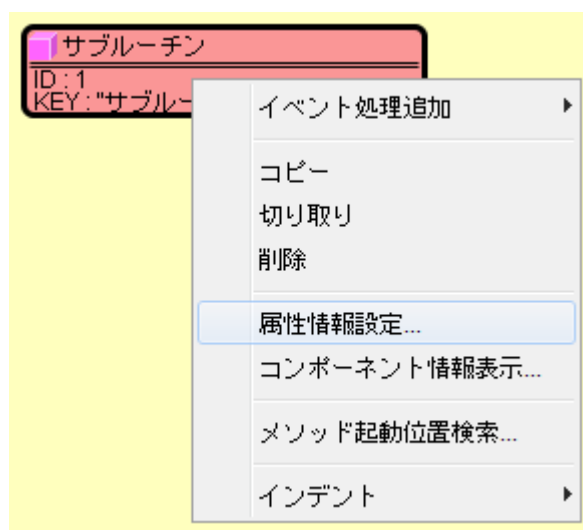 サブルーチン
ID : 1
KEY : "サブルー
イベント処理追加
コピー
切り取り
削除
属性情報設定...
コンポーネント情報表示...
メソッド起動位置検索...
インデント